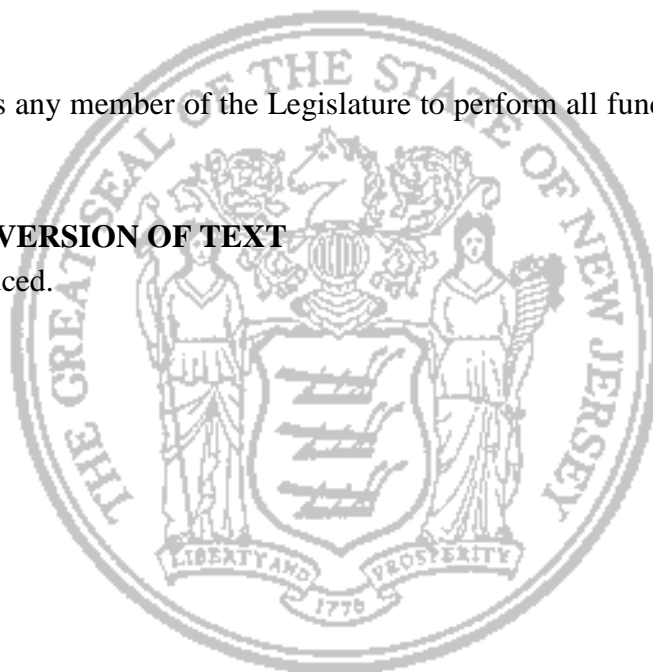 THE GREAT SEAL OF THE STATE OF NEW JERSEY
s any member of the Legislature to perform all func
VERSION OF TEXT
ced.
LIBERTY AND PROSPERITY
1776